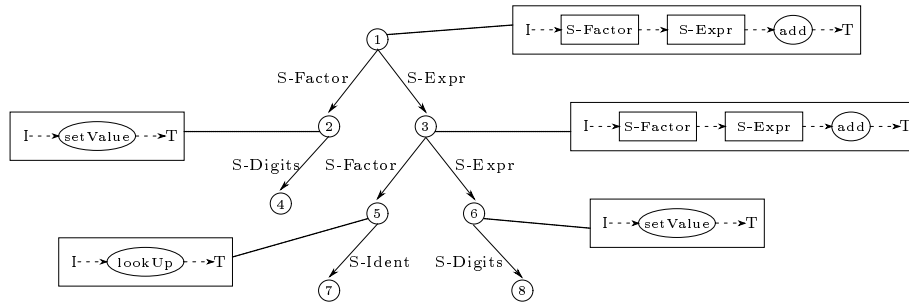 1
I S-Factor S-Expr add T
S-Factor S-Expr
I setValue T
2
3
I S-Factor S-Expr add T
S-Digits S-Factor S-Expr
4
5
6
I setValue T
I lookUp T
S-Ident S-Digits
7
8